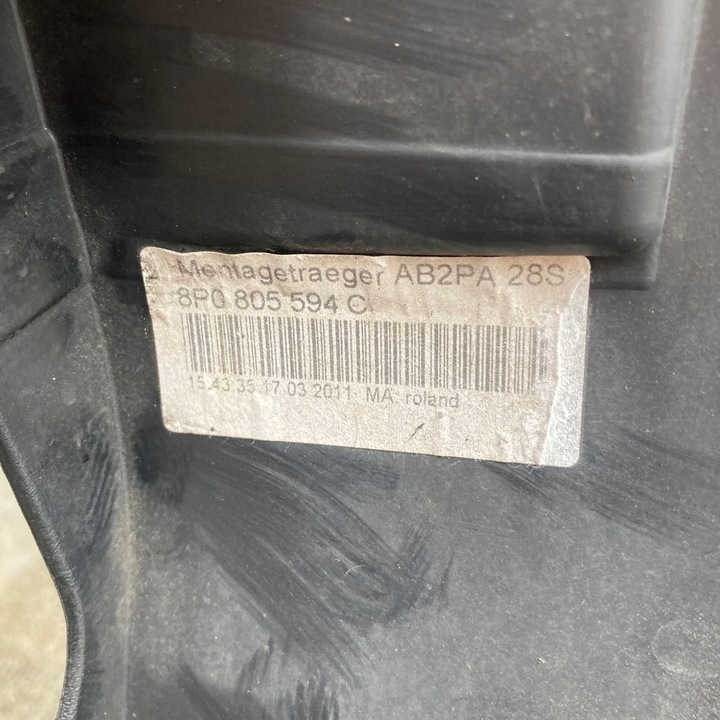 Montagetraeger AB2PA 28S
8P0 805 594 C
15.43 35 17 03 2011 MA: roland